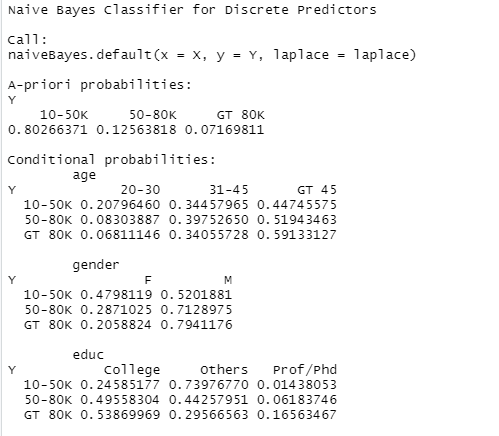 Naive Bayes Classifier for Discrete Predictors
Call:
naiveBayes.default(x = X, y = Y, laplace = laplace)
A-priori probabilities:
Y
10-50K 50-80K GT 80K
0.80266371 0.12563818 0.07169811
Conditional probabilities:
age
Y 20-30 31-45 GT 45
10-50K 0.20796460 0.34457965 0.44745575
50-80K 0.08303887 0.39752650 0.51943463
GT 80K 0.06811146 0.34055728 0.59133127
gender
Y F M
10-50K 0.4798119 0.5201881
50-80K 0.2871025 0.7128975
GT 80K 0.2058824 0.7941176
educ
Y College Others Prof/Phd
10-50K 0.24585177 0.73976770 0.01438053
50-80K 0.49558304 0.44257951 0.06183746
GT 80K 0.53869969 0.29566563 0.16563467